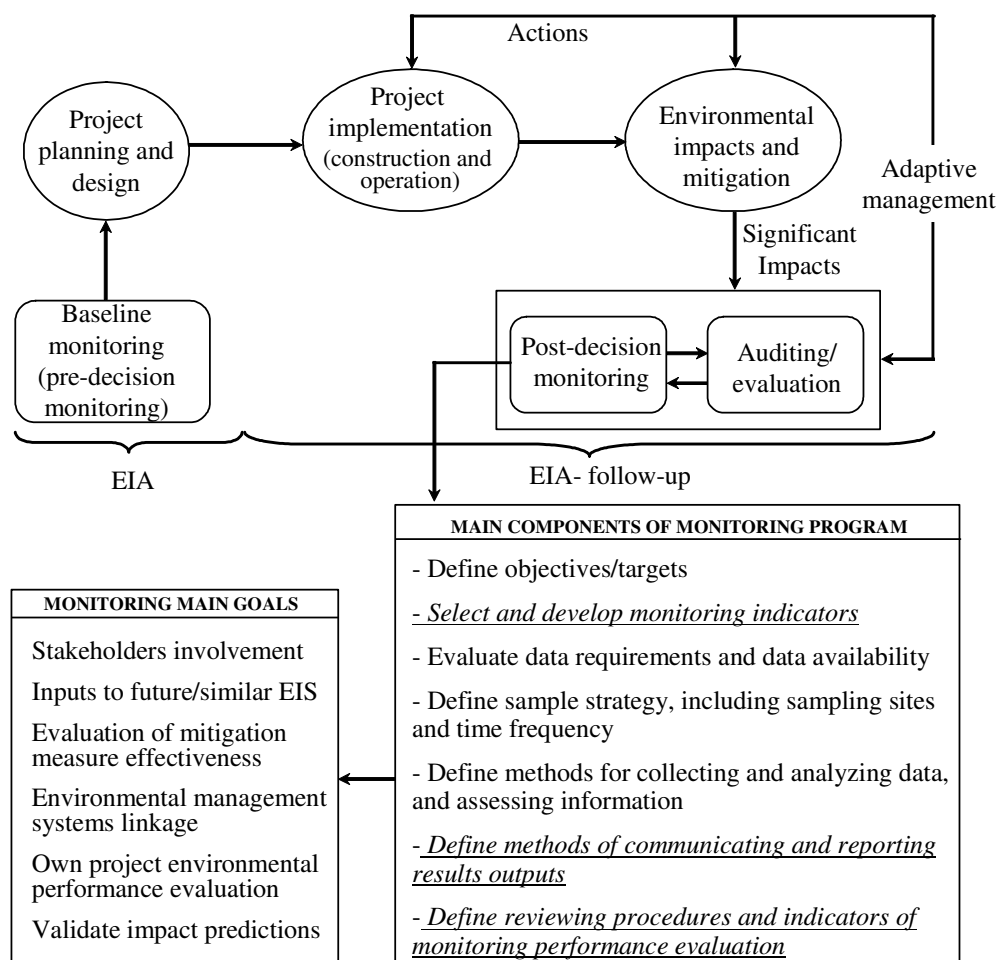 Actions
Project
planning and
design
Project
implementation
(construction and
operation)
Environmental
impacts and
mitigation
Adaptive
management
Significant
Impacts
Baseline
monitoring
(pre-decision
monitoring)
Post-decision
monitoring
Auditing/
evaluation
EIA
EIA- follow-up
MAIN COMPONENTS OF MONITORING PROGRAM
- Define objectives/targets
- Select and develop monitoring indicators
- Evaluate data requirements and data availability
- Define sample strategy, including sampling sites
and time frequency
- Define methods for collecting and analyzing data,
and assessing information
- Define methods of communicating and reporting
results outputs
- Define reviewing procedures and indicators of
monitoring performance evaluation
MONITORING MAIN GOALS
Stakeholders involvement
Inputs to future/similar EIS
Evaluation of mitigation
measure effectiveness
Environmental management
systems linkage
Own project environmental
performance evaluation
Validate impact predictions